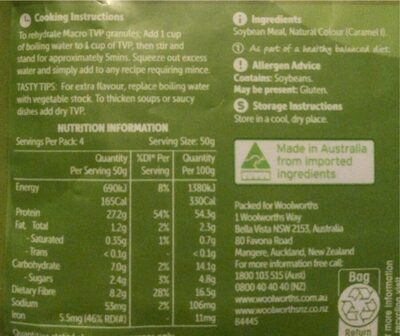 Cooking Instructions
To rehydrate Macro TVP granules; Add 1 cup
of boiling water to 1 cup of TVP, then stir and
stand for approximately 5mins. Squeeze out excess
water and simply add to any recipe requiring mince.
TASTY TIPS: For extra flavour, replace boiling water
with vegetable stock. To thicken soups or saucy
dishes add dry TVP.
NUTRITION INFORMATION
Servings Per Pack: 4 Serving Size: 50g
Quantity %DI* Per Quantity
Per Serving 50g Serving Per 100g
Energy 690kJ 8% 1380kJ
165Cal 330Cal
Protein 27.2g 54% 54.3g
Fat, Total 1.2g 2% 2.3g
- Saturated 0.35g 1% 0.7g
- Trans < 0.1g < 0.1g
Carbohydrate 7.0g 2% 14.1g
- Sugars 2.4g 3% 4.8g
Dietary Fibre 8.2g 28% 16.5g
Sodium 53mg 2% 106mg
Iron 5.5mg (46% RDI#) 11mg
Ingredients
Soybean Meal, Natural Colour (Caramel I).
As part of a healthy balanced diet.
Allergen Advice
Contains: Soybeans.
May be present: Gluten.
S Storage Instructions
Store in a cool, dry place.
Made in Australia
from imported
ingredients
Packed for Woolworths
1 Woolworths Way
Bella Vista NSW 2153, Australia
80 Favona Road
Mangere, Auckland, New Zealand
For more information free call:
1800 103 515 (Aust)
0800 40 40 40 (NZ)
www.woolworths.com.au
www.woolworths.co.nz
84445
Bag
Return
more information